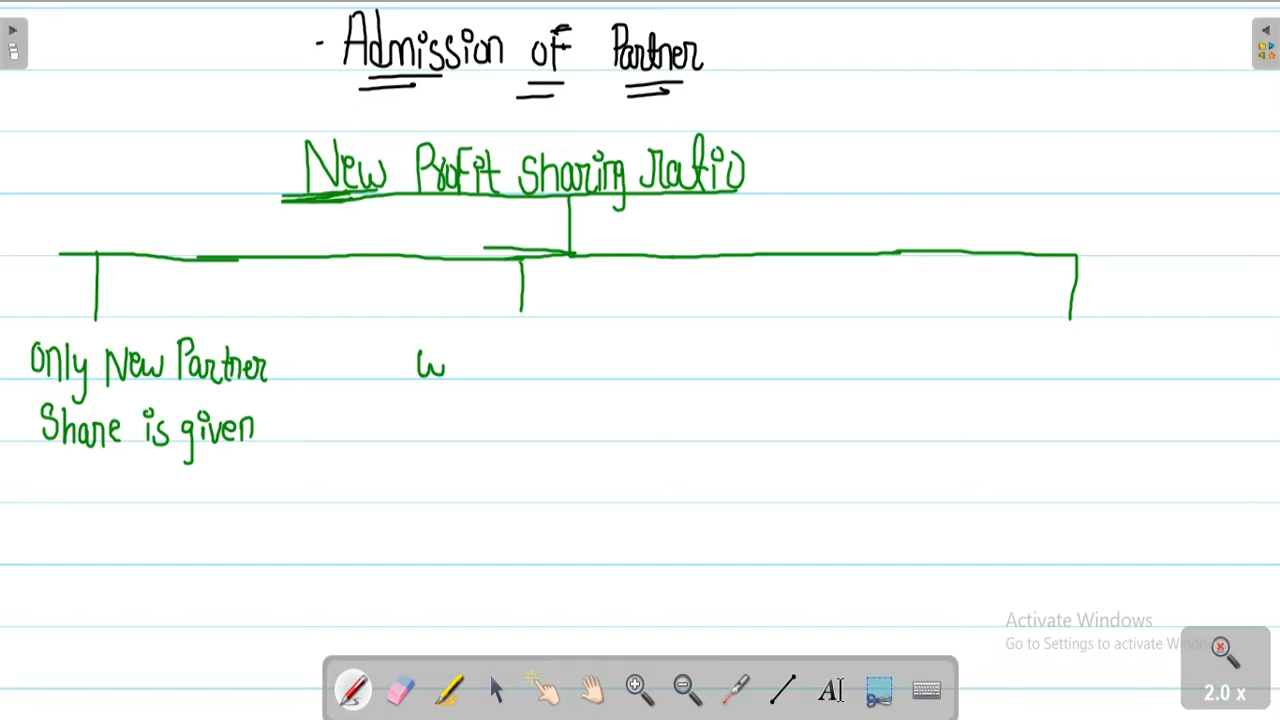 - Admission of Partner
New Profit sharing ratio
Only New Partner
Share is given
W
Activate Windows
Go to Settings to activate Windo
2.0 x